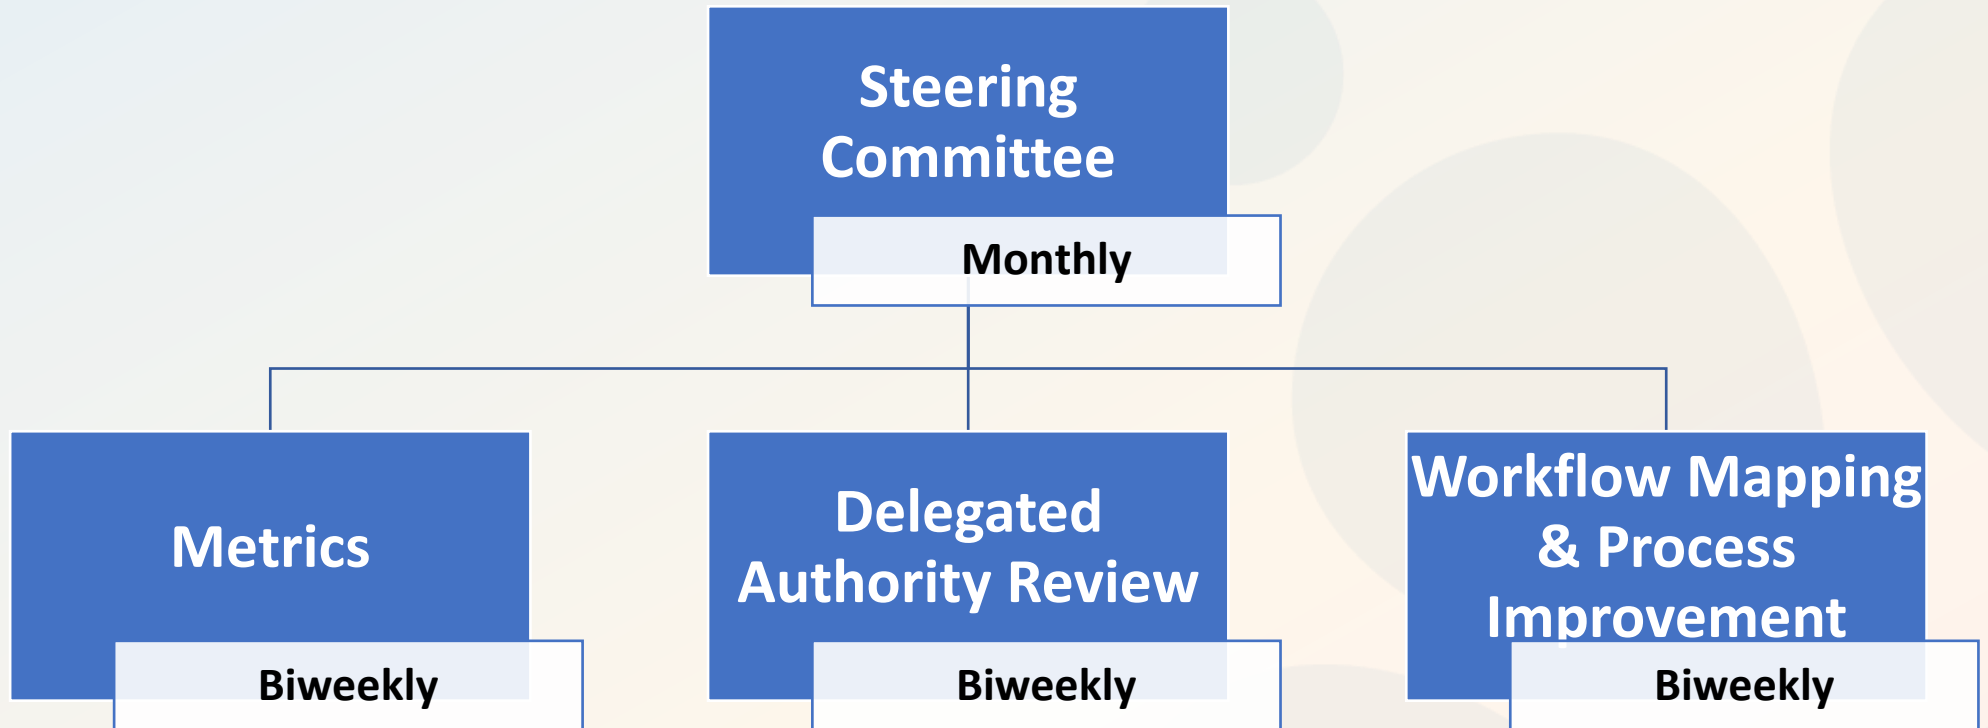 Steering
Committee
Monthly
Metrics
Biweekly
Delegated
Authority Review
Biweekly
Workflow Mapping
& Process
Improvement
Biweekly